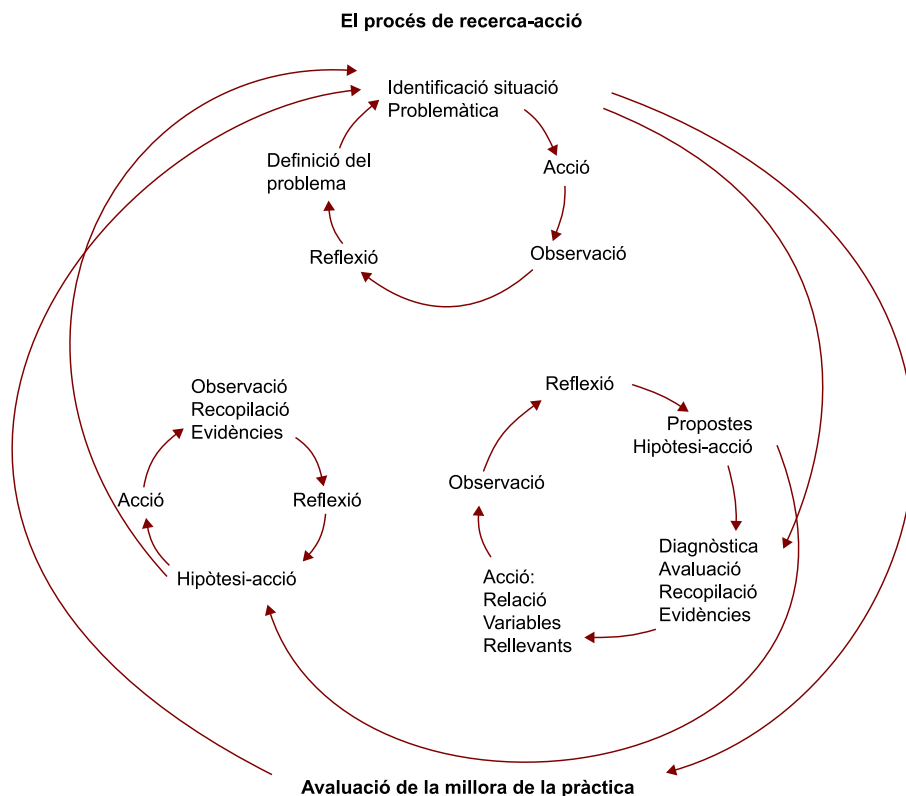 El procés de recerca-acció
Identificació situació
Problemàtica
Definició del
problema
Acció
Reflexió
Observació
Observació
Recopilació
Evidències
Acció
Reflexió
Hipòtesi-acció
Reflexió
Propostes
Hipòtesi-acció
Observació
Diagnòstica
Avaluació
Recopilació
Evidències
Acció:
Relació
Variables
Rellevants
Avaluació de la millora de la pràctica